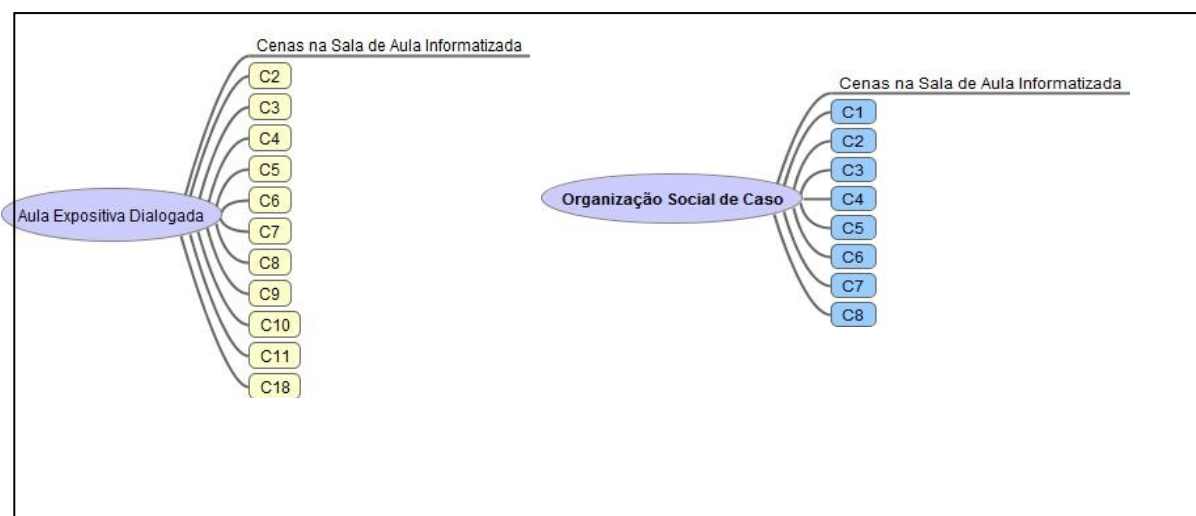 Cenas na Sala de Aula Informatizada
C2
C3
C4
C5
C6
Aula Expositiva Dialogada
C7
C8
C9
C10
C11
C18
Cenas na Sala de Aula Informatizada
C1
C2
C3
Organização Social de Caso
C4
C5
C6
C7
C8